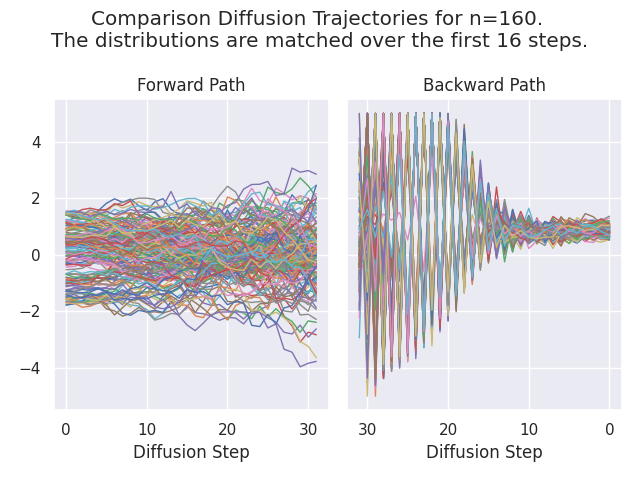 Comparison Diffusion Trajectories for n=160.
The distributions are matched over the first 16 steps.
Forward Path
Backward Path
4
2
0
−2
−4
0 10 20 30
30 20 10 0
Diffusion Step
Diffusion Step